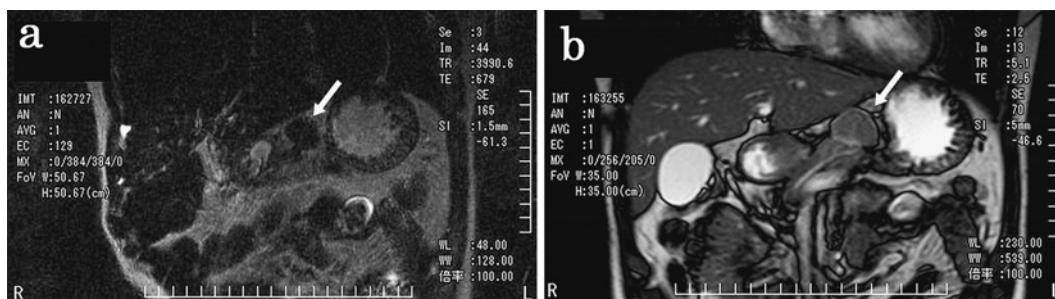 a
Se :3
Im :44
TR :3990.6
TE :679
SE
165
SI :1.5mm
-61.3
IMT :162727
AN :N
AVG :1
EC :129
MX :0/384/384/0
FoV W:50.67
H:50.67(cm)
WL :48.00
WW :128.00
倍率 :100.00
R
L
b
Se :12
Im :13
TR :5.1
TE :2.5
SE
70
SI :5mm
-46.6
IMT :163255
AN :N
AVG :1
EC :1
MX :0/256/205/0
FoV W:35.00
H:35.00(cm)
WL :230.00
WW :539.00
倍率 :100.00
R